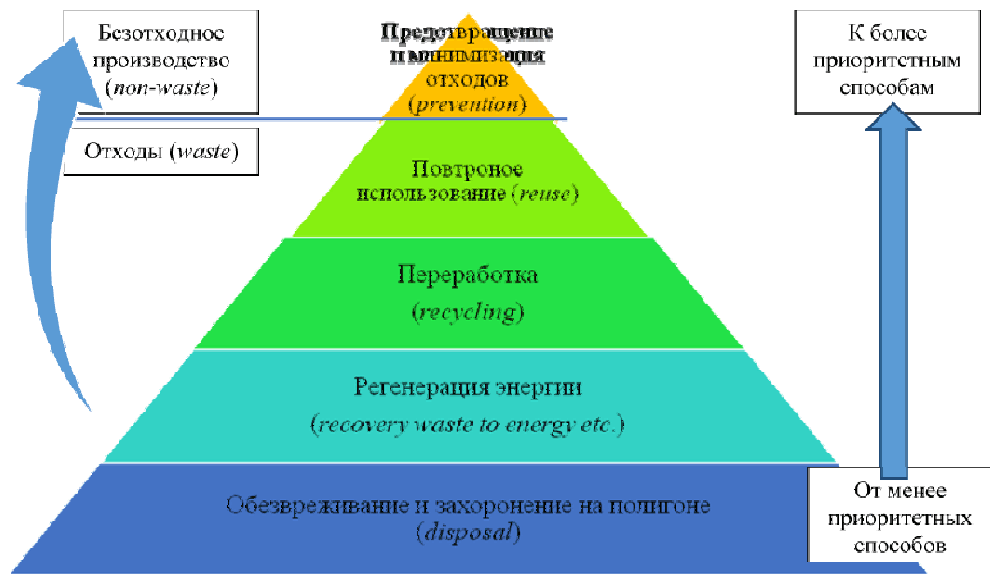 Безотходное
производство
(non-waste)
Отходы (waste)
Предотвращение
и минимизация
отходов
(prevention)
Повтроное
использование (reuse)
Переработка
(recycling)
Регенерация энергии
(recovery waste to energy etc.)
Обезвреживание и захоронение на полигоне
(disposal)
К более
приоритетным
способам
От менее
приоритетных
способов